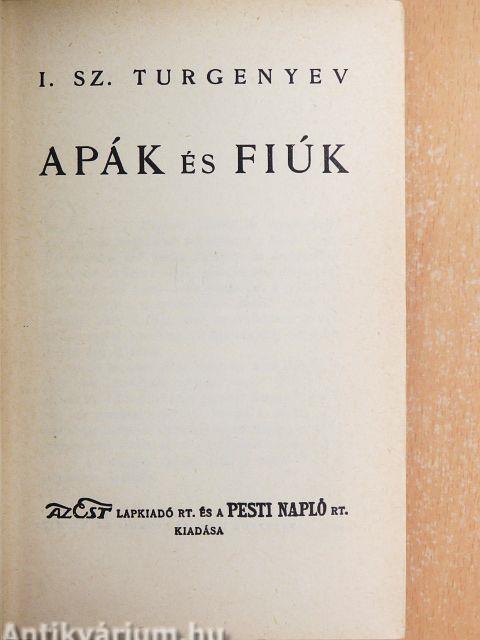 I. SZ. TURGENYEV
APÁK ÉS FIÚK
AZ EST LAPKIADÓ RT. ÉS A PESTI NAPLÓ RT.
KIADÁSA
Antikvárium.hu